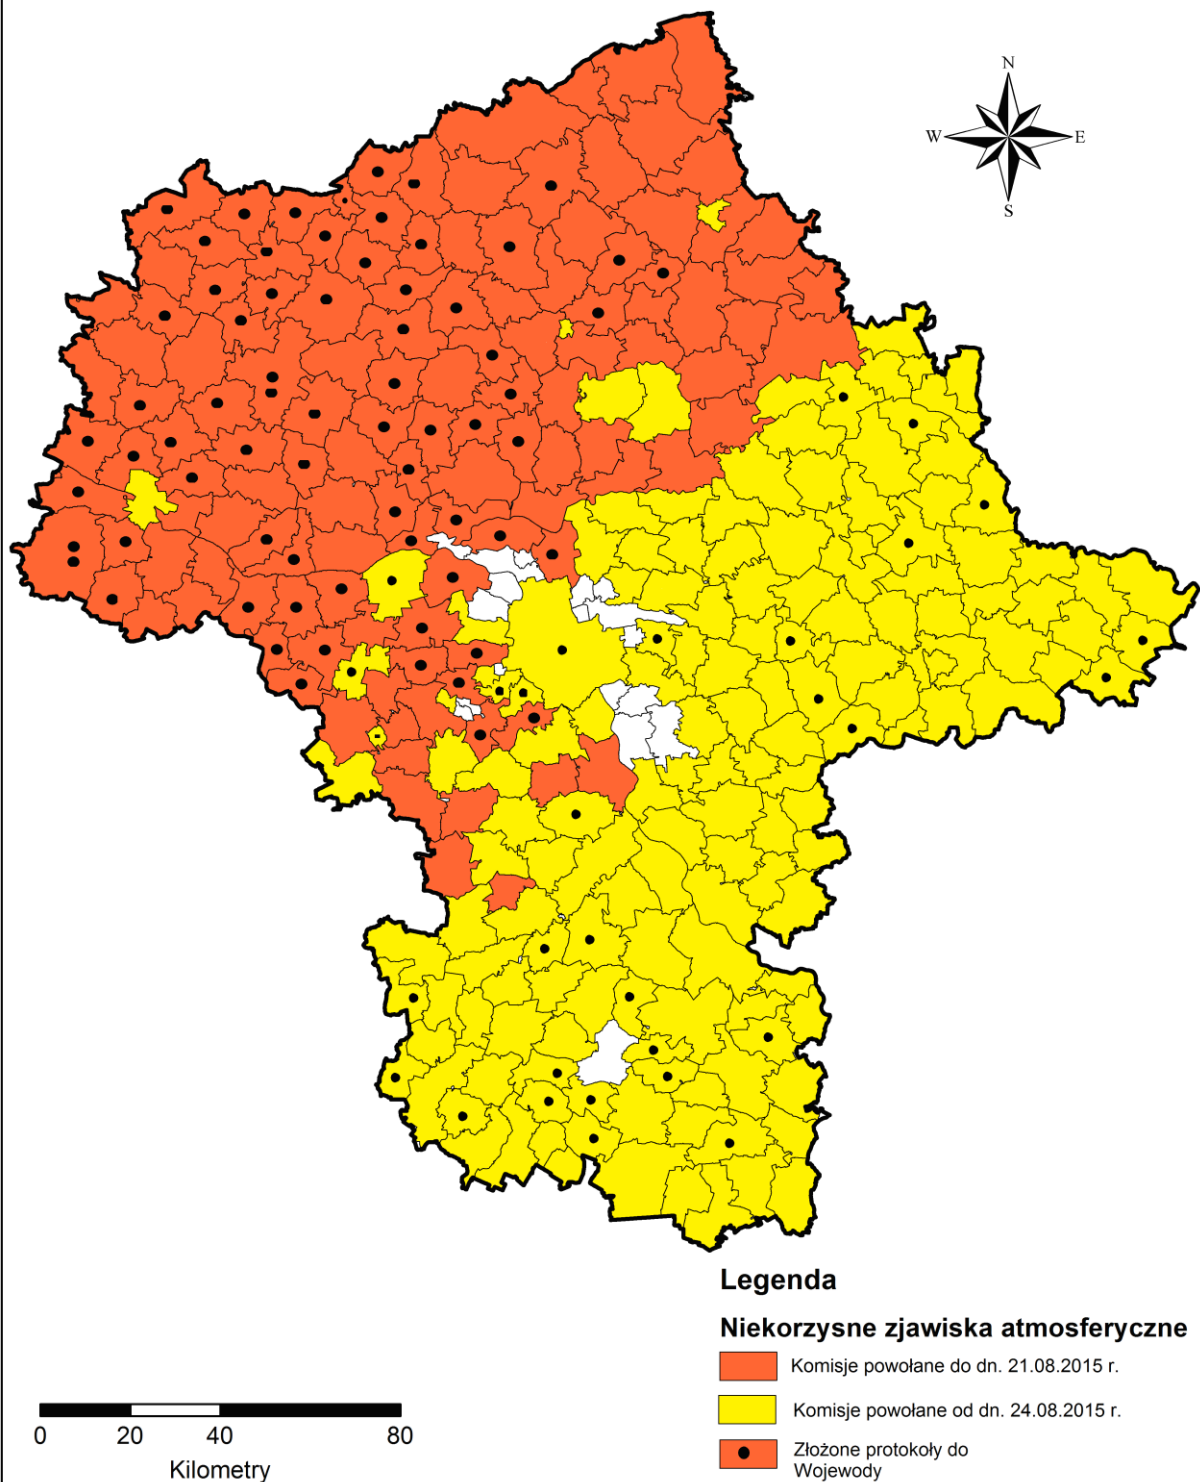 N
W E
S
Legenda
Niekorzysne zjawiska atmosferyczne
Komisje powołane do dn. 21.08.2015 r.
Komisje powołane od dn. 24.08.2015 r.
Złożone protokoły do
Wojewody
0 20 40 80
Kilometry